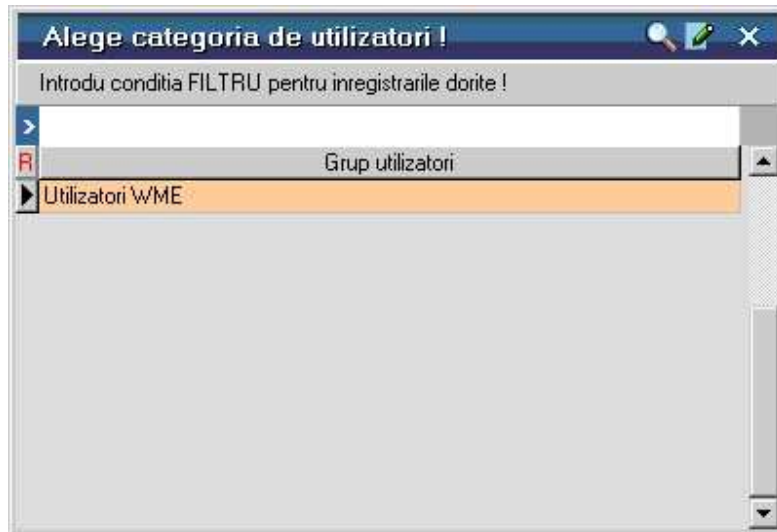 Alege categoria de utilizatori !
Introdu conditia FILTRU pentru inregistrarile dorite !
R Grup utilizatori
Utilizatori WME